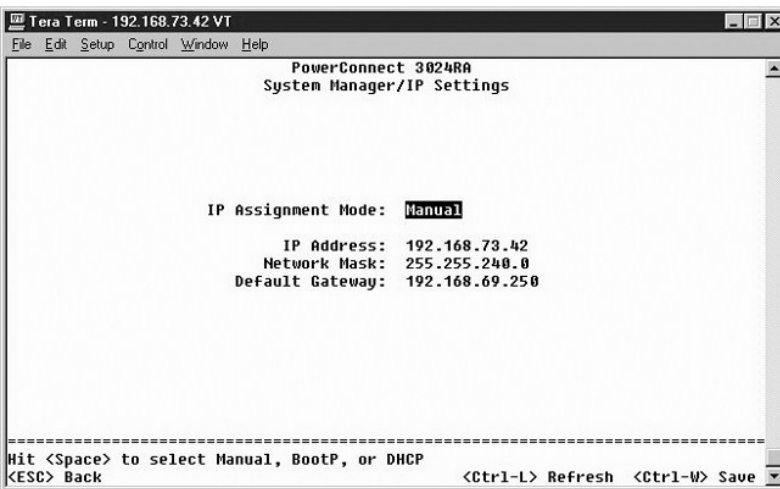 Tera Term - 192.168.73.42 VT
File Edit Setup Control Window Help
PowerConnect 3024RA
System Manager/IP Settings
IP Assignment Mode: Manual
IP Address: 192.168.73.42
Network Mask: 255.255.240.0
Default Gateway: 192.168.69.250
================================================================================
Hit <Space> to select Manual, BootP, or DHCP
<ESC> Back <Ctrl-L> Refresh <Ctrl-W> Save